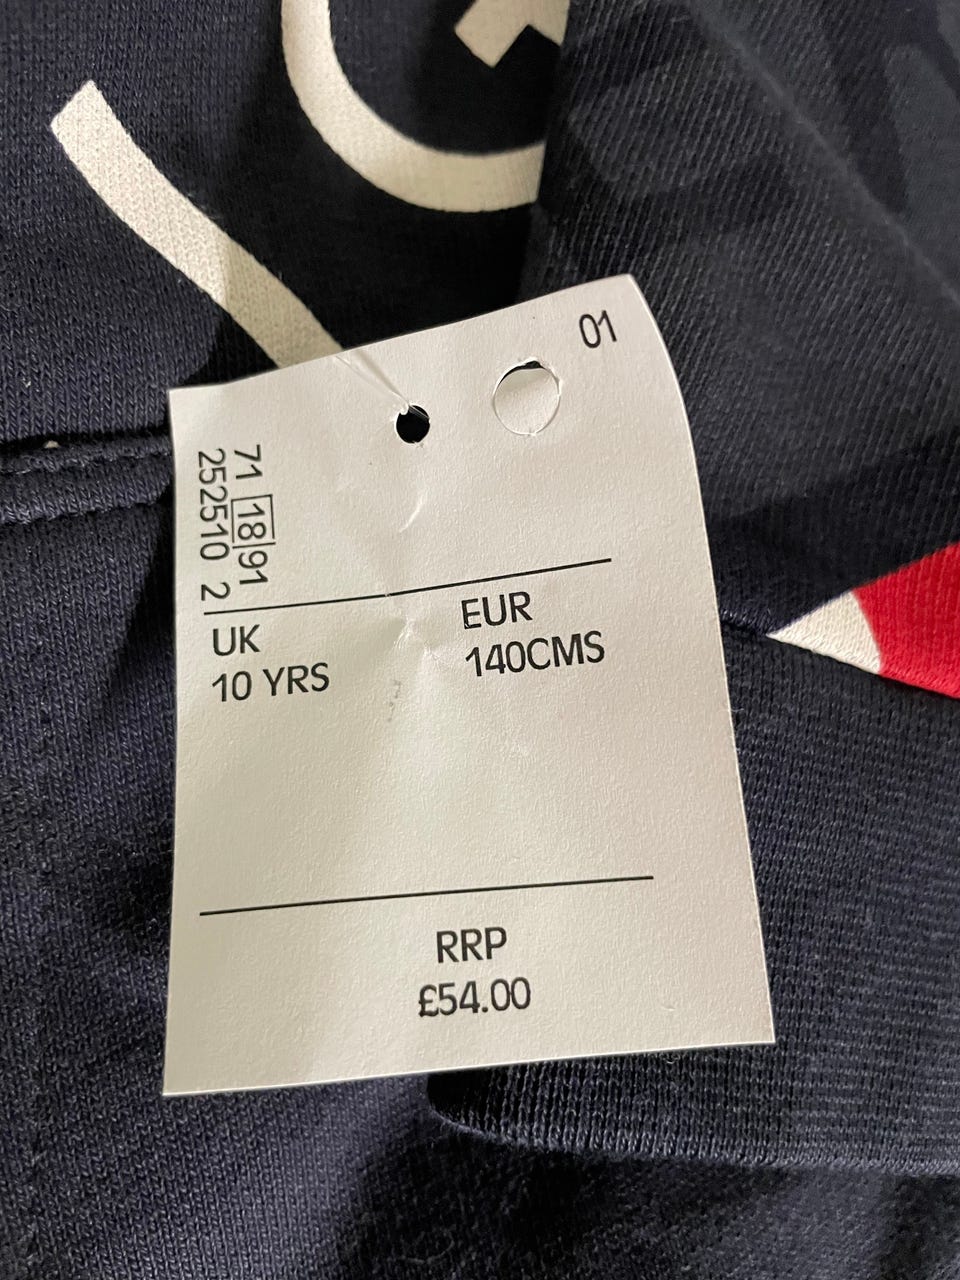 01
71 18 91
252510 2
UK
10 YRS
EUR
140CMS
RRP
£54.00